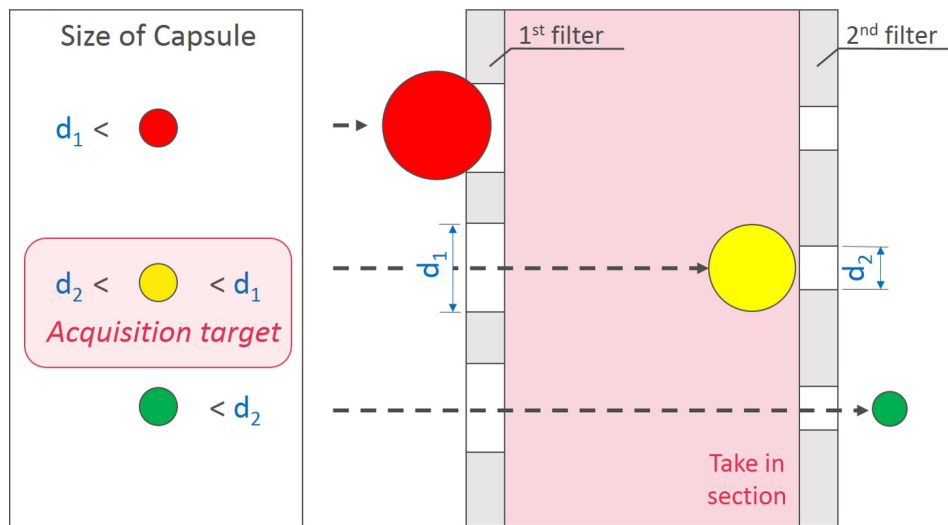 Size of Capsule
d₁ <
d₂ < < d₁
Acquisition target
< d₂
1ˢᵗ filter
2ⁿᵈ filter
d₁
d₂
Take in
section